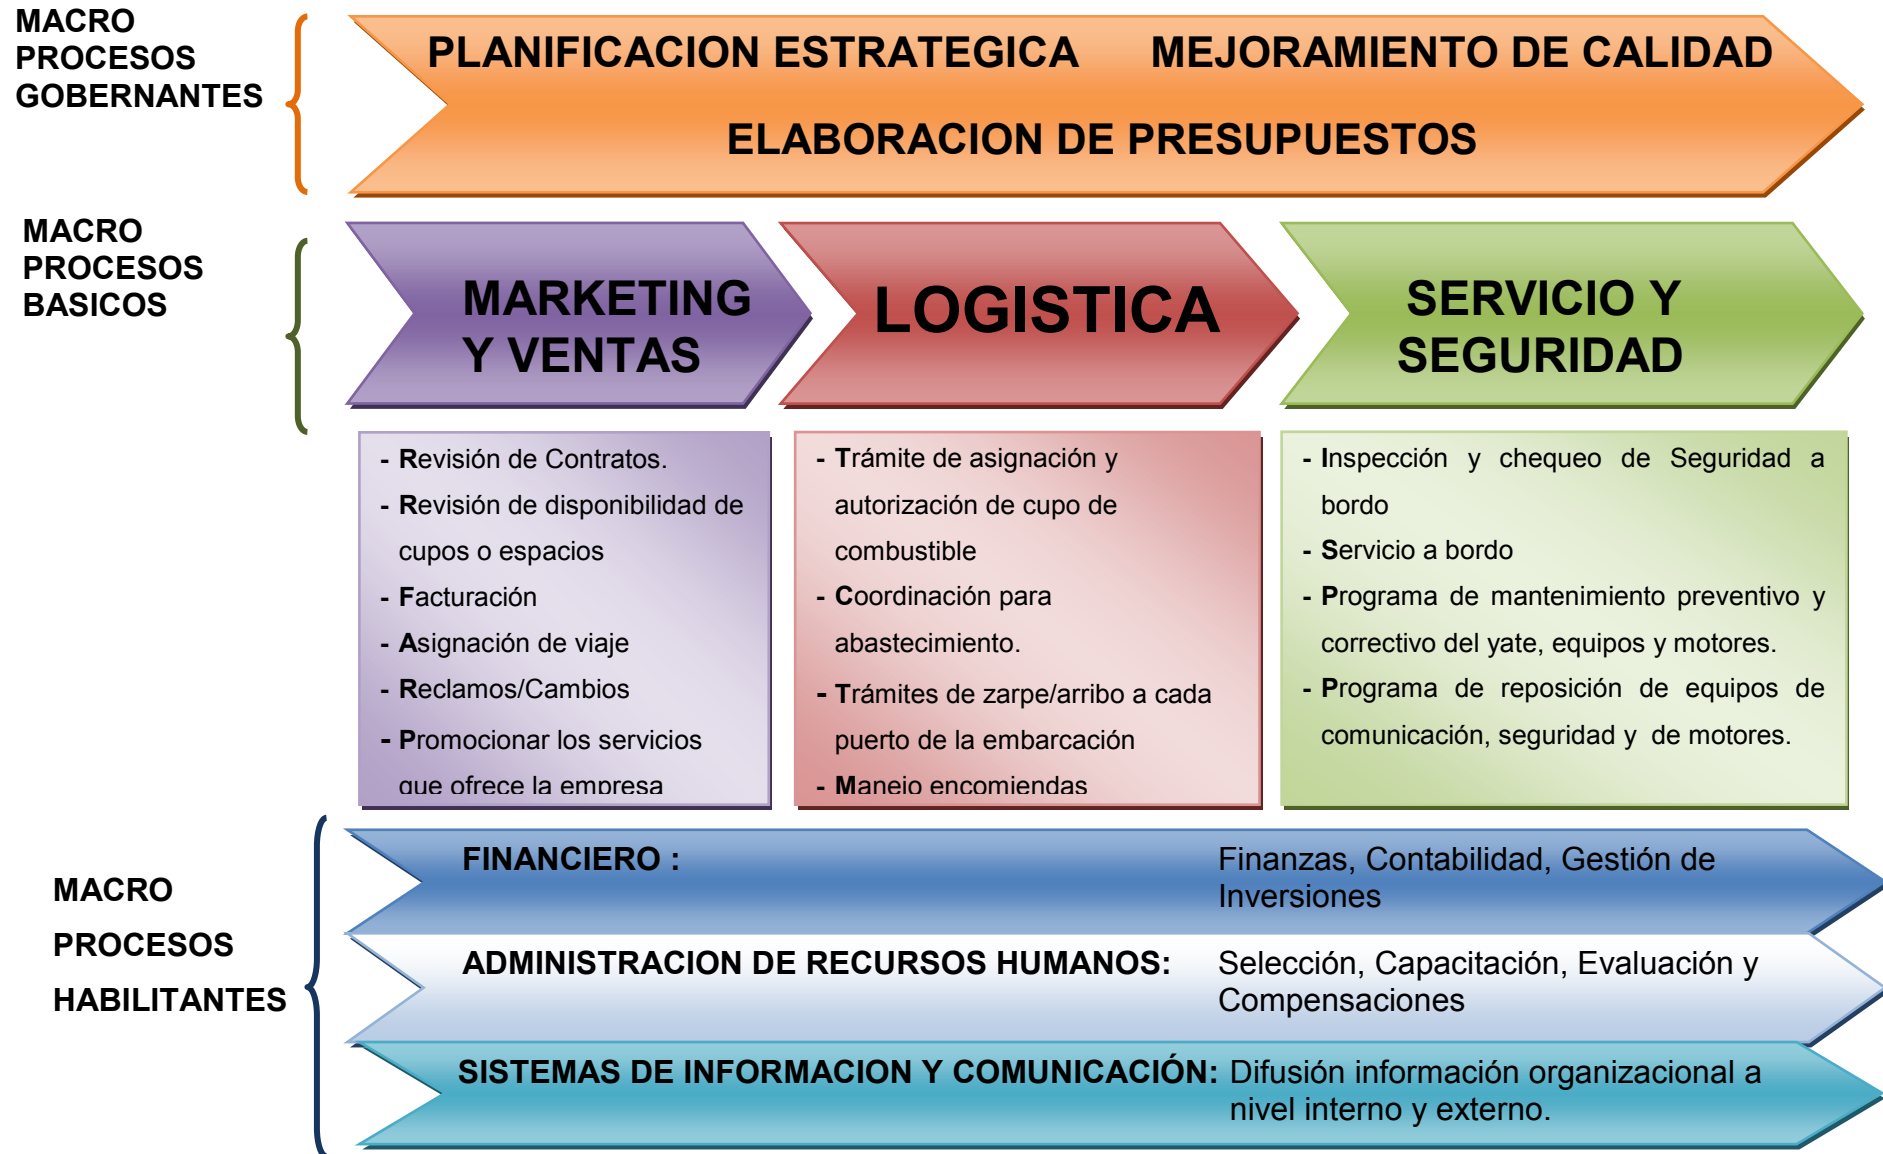 MACRO
PROCESOS
GOBERNANTES
PLANIFICACION ESTRATEGICA MEJORAMIENTO DE CALIDAD
ELABORACION DE PRESUPUESTOS
MACRO
PROCESOS
BASICOS
MARKETING
Y VENTAS
LOGISTICA
SERVICIO Y
SEGURIDAD
- Revisión de Contratos.
- Revisión de disponibilidad de
cupos o espacios
- Facturación
- Asignación de viaje
- Reclamos/Cambios
- Promocionar los servicios
que ofrece la empresa
- Trámite de asignación y
autorización de cupo de
combustible
- Coordinación para
abastecimiento.
- Trámites de zarpe/arribo a cada
puerto de la embarcación
- Manejo encomiendas
- Inspección y chequeo de Seguridad a
bordo
- Servicio a bordo
- Programa de mantenimiento preventivo y
correctivo del yate, equipos y motores.
- Programa de reposición de equipos de
comunicación, seguridad y de motores.
MACRO
PROCESOS
HABILITANTES
FINANCIERO : Finanzas, Contabilidad, Gestión de
Inversiones
ADMINISTRACION DE RECURSOS HUMANOS: Selección, Capacitación, Evaluación y
Compensaciones
SISTEMAS DE INFORMACION Y COMUNICACIÓN: Difusión información organizacional a
nivel interno y externo.